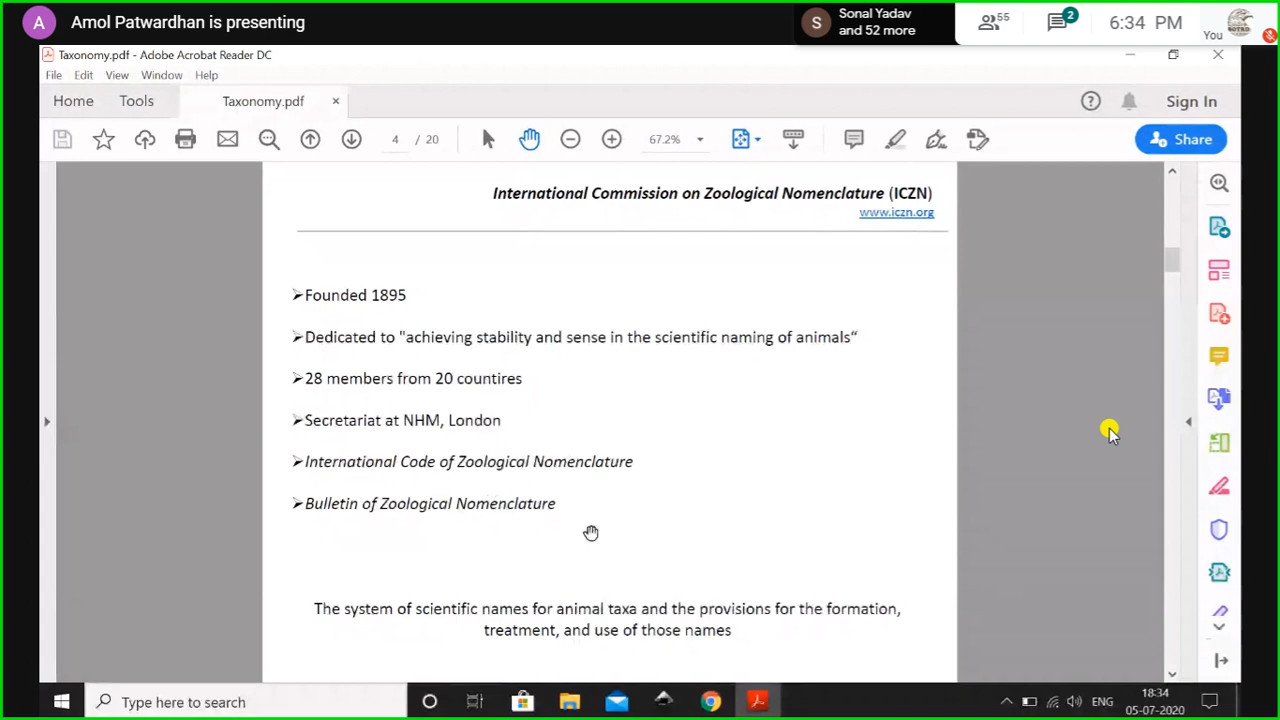 A Amol Patwardhan is presenting
S Sonal Yadav
and 52 more
55
2
6:34 PM
You
Taxonomy.pdf - Adobe Acrobat Reader DC
File Edit View Window Help
Home Tools Taxonomy.pdf × Sign In
4 / 20 67.2% Share
International Commission on Zoological Nomenclature (ICZN)
www.iczn.org
➢Founded 1895
➢Dedicated to "achieving stability and sense in the scientific naming of animals“
➢28 members from 20 countires
➢Secretariat at NHM, London
➢International Code of Zoological Nomenclature
➢Bulletin of Zoological Nomenclature
The system of scientific names for animal taxa and the provisions for the formation,
treatment, and use of those names
Type here to search
ENG
18:34
05-07-2020